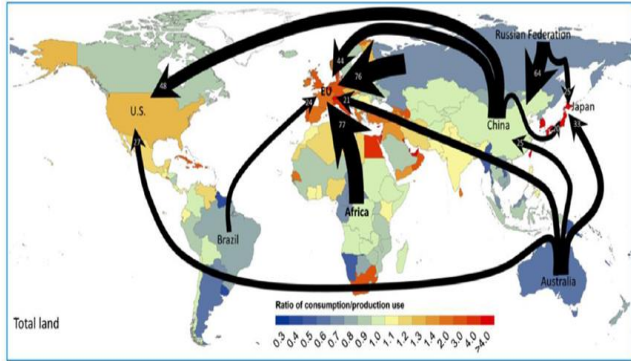 Russian Federation
44
76
64
EU
48
U.S.
Japan
21
China
33
77
25
27
Africa
Brazil
Australia
Ratio of consumption/production use
Total land
0.3 0.4 0.5 0.6 0.7 0.8 0.9 1.0 1.1 1.2 1.3 1.4 2.0 3.0 4.0 >4.0